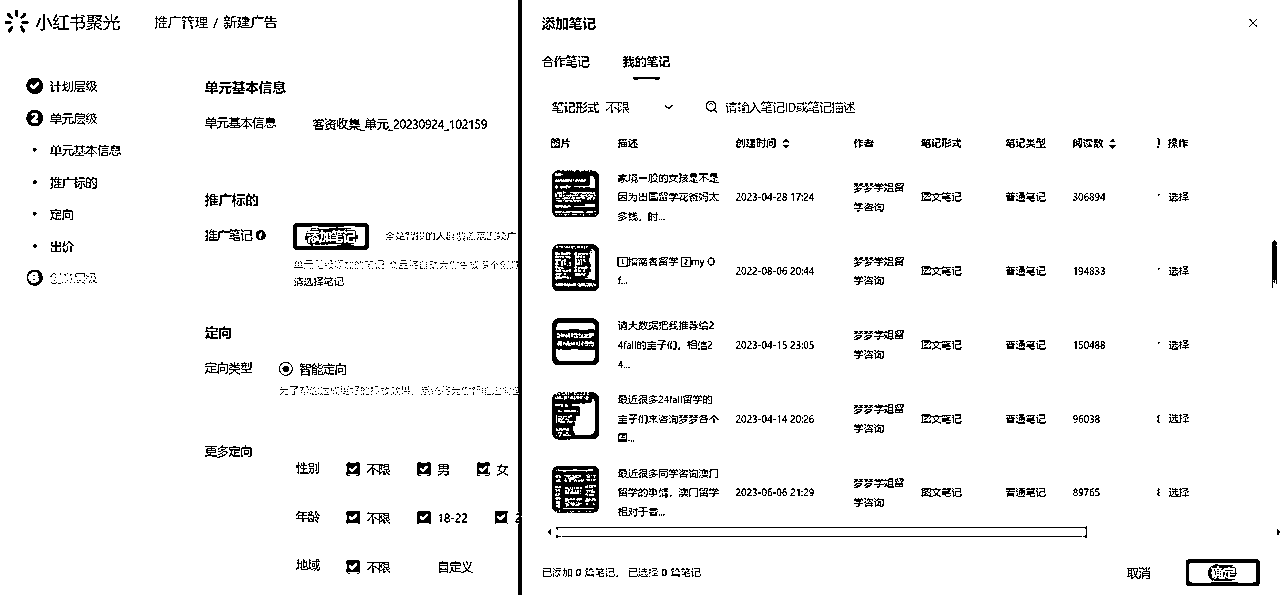 小红书聚光 推广管理 / 新建广告
计划层级
2 单元层级
• 单元基本信息
• 推广标的
• 定向
• 出价
3 创意层级
单元基本信息
单元基本信息 客资收集_单元_20230924_102159
推广标的
推广笔记 添加笔记
请选择笔记
定向
定向类型 智能定向
更多定向
性别 不限 男 女
年龄 不限 18-22
地域 不限 自定义
添加笔记
合作笔记 我的笔记
笔记形式 不限 请输入笔记ID或笔记描述
图片 描述 创建时间 作者 笔记形式 笔记类型 阅读数 操作
家境一般的女孩是不是
因为出国留学花爸妈太
多钱，时...
2023-04-28 17:24
梦梦学姐留
学咨询
图文笔记 普通笔记 306894 选择
1指南者留学 2my O
f...
2022-08-06 20:44
梦梦学姐留
学咨询
图文笔记 普通笔记 194833 选择
请大数据把线推荐给2
4fall的主子们，相信2
4...
2023-04-15 23:05
梦梦学姐留
学咨询
图文笔记 普通笔记 150488 选择
最近很多24fall留学的
主子们来咨询梦梦各个
国...
2023-04-14 20:26
梦梦学姐留
学咨询
图文笔记 普通笔记 96038 选择
最近很多同学咨询澳门
留学的事情，澳门留学
相对于香...
2023-06-06 21:29
梦梦学姐留
学咨询
图文笔记 普通笔记 89765 选择
已添加 0 篇笔记，已选择 0 篇笔记
取消 确定